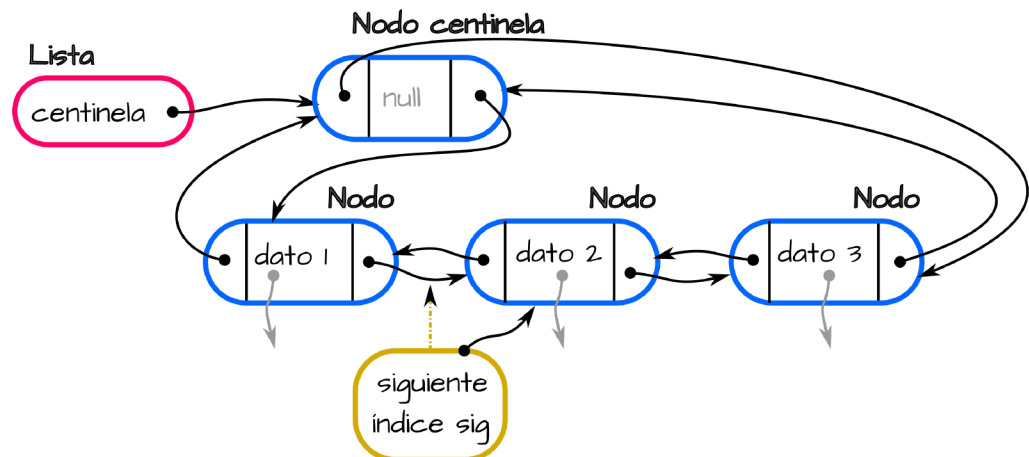 Nodo centinela
Lista
centinela
null
Nodo
Nodo
Nodo
dato 1
dato 2
dato 3
siguiente
índice sig